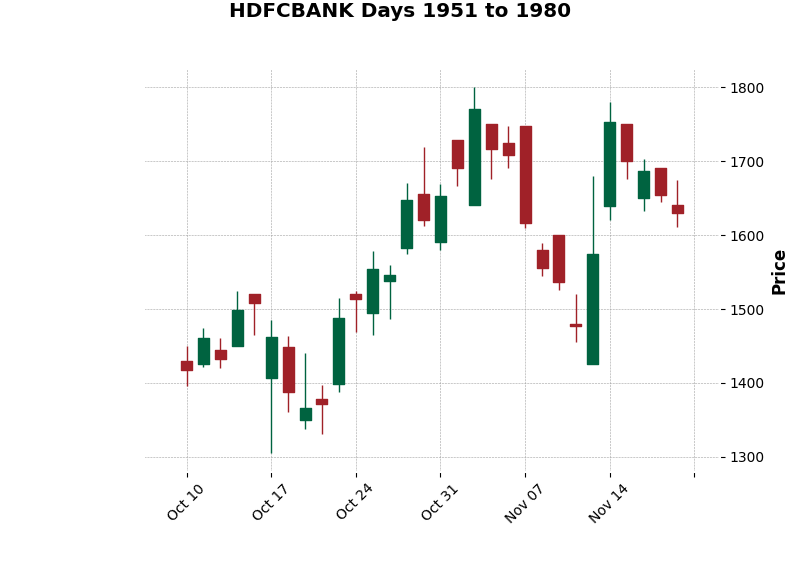 HDFCBANK Days 1951 to 1980
1800
1700
1600
1500
1400
1300
Price
Oct 10
Oct 17
Oct 24
Oct 31
Nov 07
Nov 14